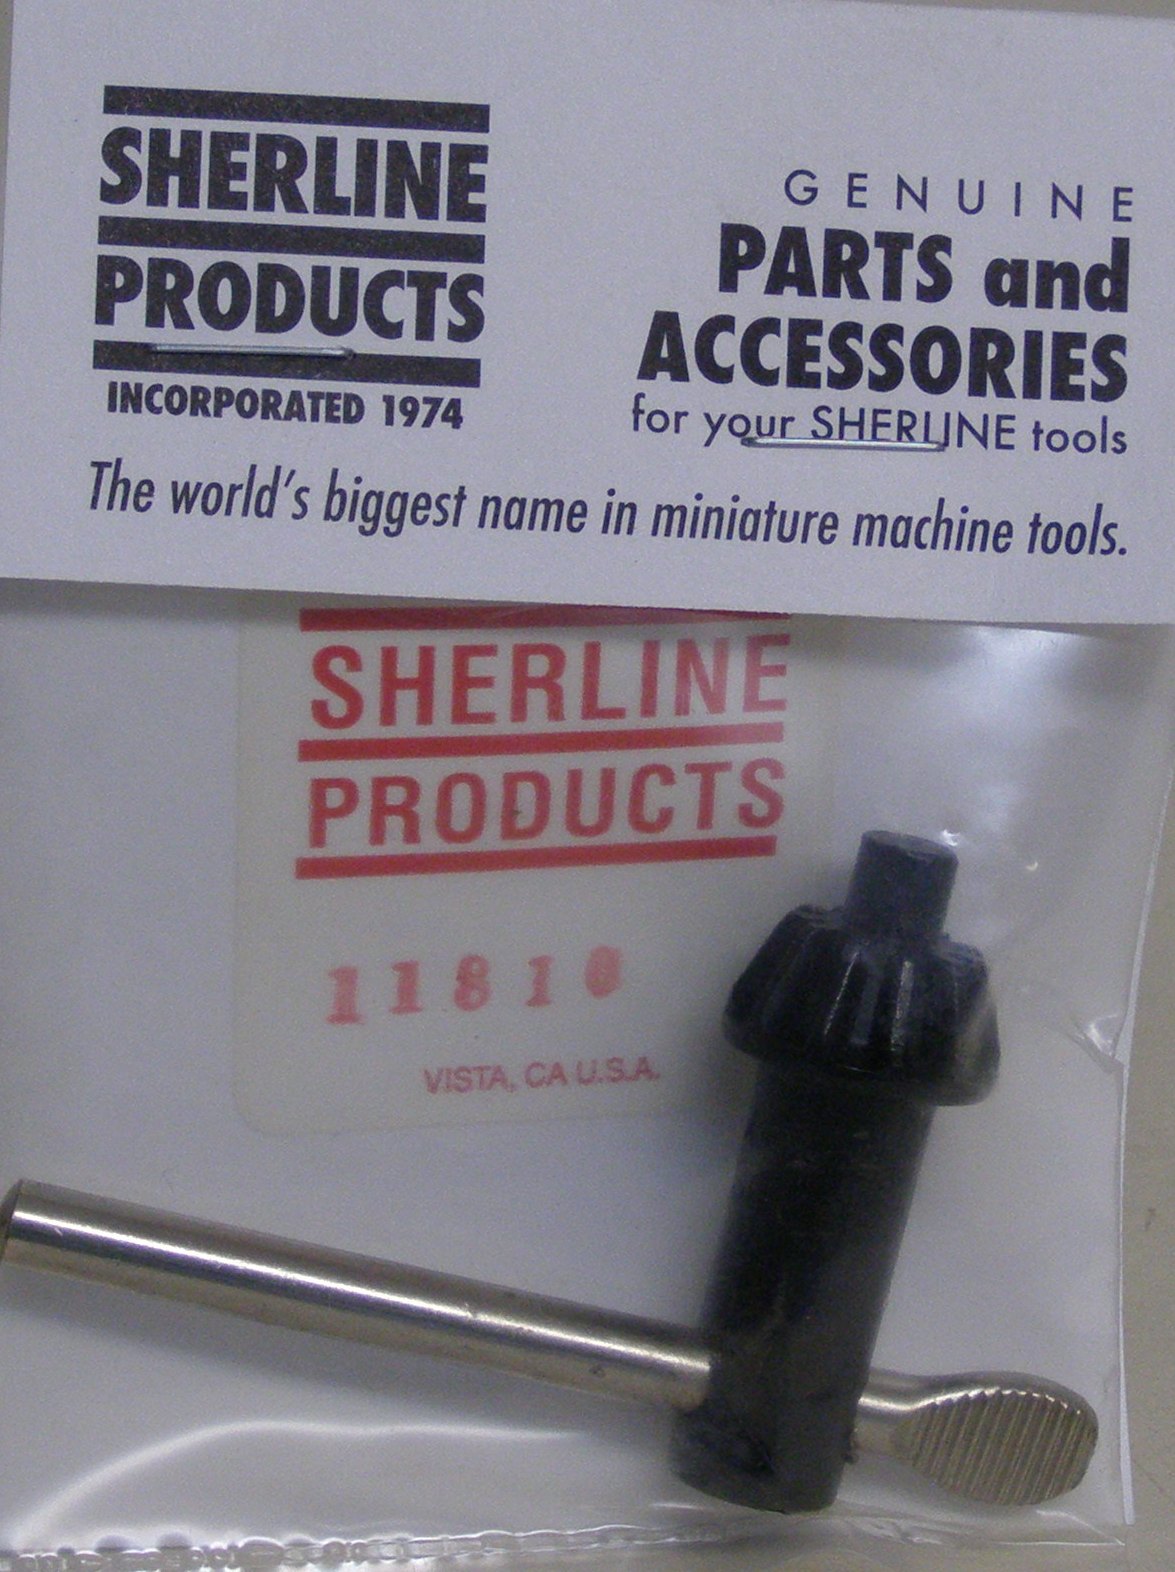 SHERLINE
PRODUCTS
INCORPORATED 1974
GENUINE
PARTS and
ACCESSORIES
for your SHERLINE tools
The world's biggest name in miniature machine tools.
SHERLINE
PRODUCTS
11810
VISTA, CA U.S.A.